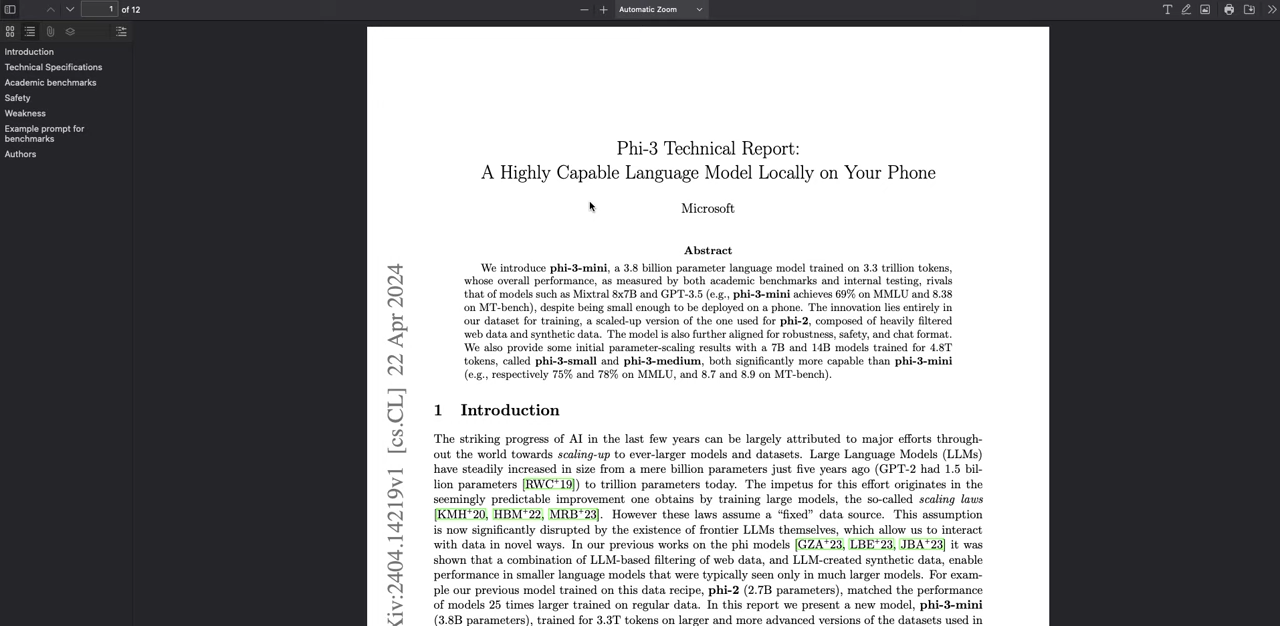 1 of 12
Automatic Zoom
Introduction
Technical Specifications
Academic benchmarks
Safety
Weakness
Example prompt for
benchmarks
Authors
Phi-3 Technical Report:
A Highly Capable Language Model Locally on Your Phone
Microsoft
Abstract
We introduce phi-3-mini, a 3.8 billion parameter language model trained on 3.3 trillion tokens,
whose overall performance, as measured by both academic benchmarks and internal testing, rivals
that of models such as Mixtral 8x7B and GPT-3.5 (e.g., phi-3-mini achieves 69% on MMLU and 8.38
on MT-bench), despite being small enough to be deployed on a phone. The innovation lies entirely in
our dataset for training, a scaled-up version of the one used for phi-2, composed of heavily filtered
web data and synthetic data. The model is also further aligned for robustness, safety, and chat format.
We also provide some initial parameter-scaling results with a 7B and 14B models trained for 4.8T
tokens, called phi-3-small and phi-3-medium, both significantly more capable than phi-3-mini
(e.g., respectively 75% and 78% on MMLU, and 8.7 and 8.9 on MT-bench).
Xiv:2404.14219v1 [cs.CL] 22 Apr 2024
1 Introduction
The striking progress of AI in the last few years can be largely attributed to major efforts through-
out the world towards scaling-up to ever-larger models and datasets. Large Language Models (LLMs)
have steadily increased in size from a mere billion parameters just five years ago (GPT-2 had 1.5 bil-
lion parameters [RWC+19]) to trillion parameters today. The impetus for this effort originates in the
seemingly predictable improvement one obtains by training large models, the so-called scaling laws
[KMH+20, HBM+22, MRB+23]. However these laws assume a “fixed” data source. This assumption
is now significantly disrupted by the existence of frontier LLMs themselves, which allow us to interact
with data in novel ways. In our previous works on the phi models [GZA+23, LBE+23, JBA+23] it was
shown that a combination of LLM-based filtering of web data, and LLM-created synthetic data, enable
performance in smaller language models that were typically seen only in much larger models. For exam-
ple our previous model trained on this data recipe, phi-2 (2.7B parameters), matched the performance
of models 25 times larger trained on regular data. In this report we present a new model, phi-3-mini
(3.8B parameters), trained for 3.3T tokens on larger and more advanced versions of the datasets used in